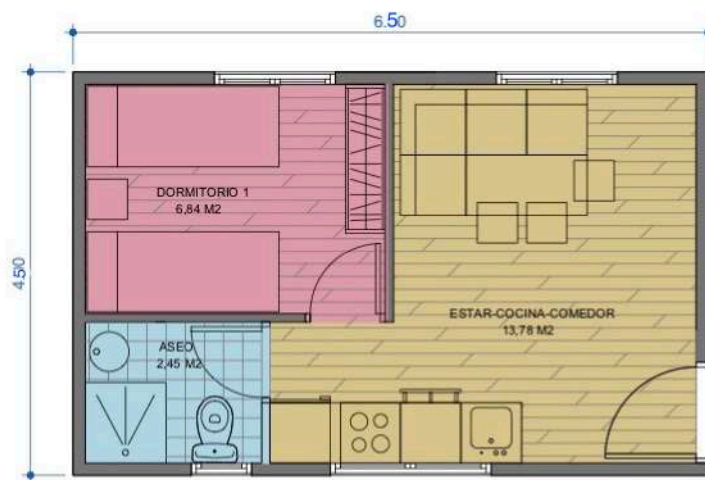 6.50
4.50
DORMITORIO 1
6,84 M2
ESTAR-COCINA-COMEDOR
13,78 M2
ASEO
2,45 M2